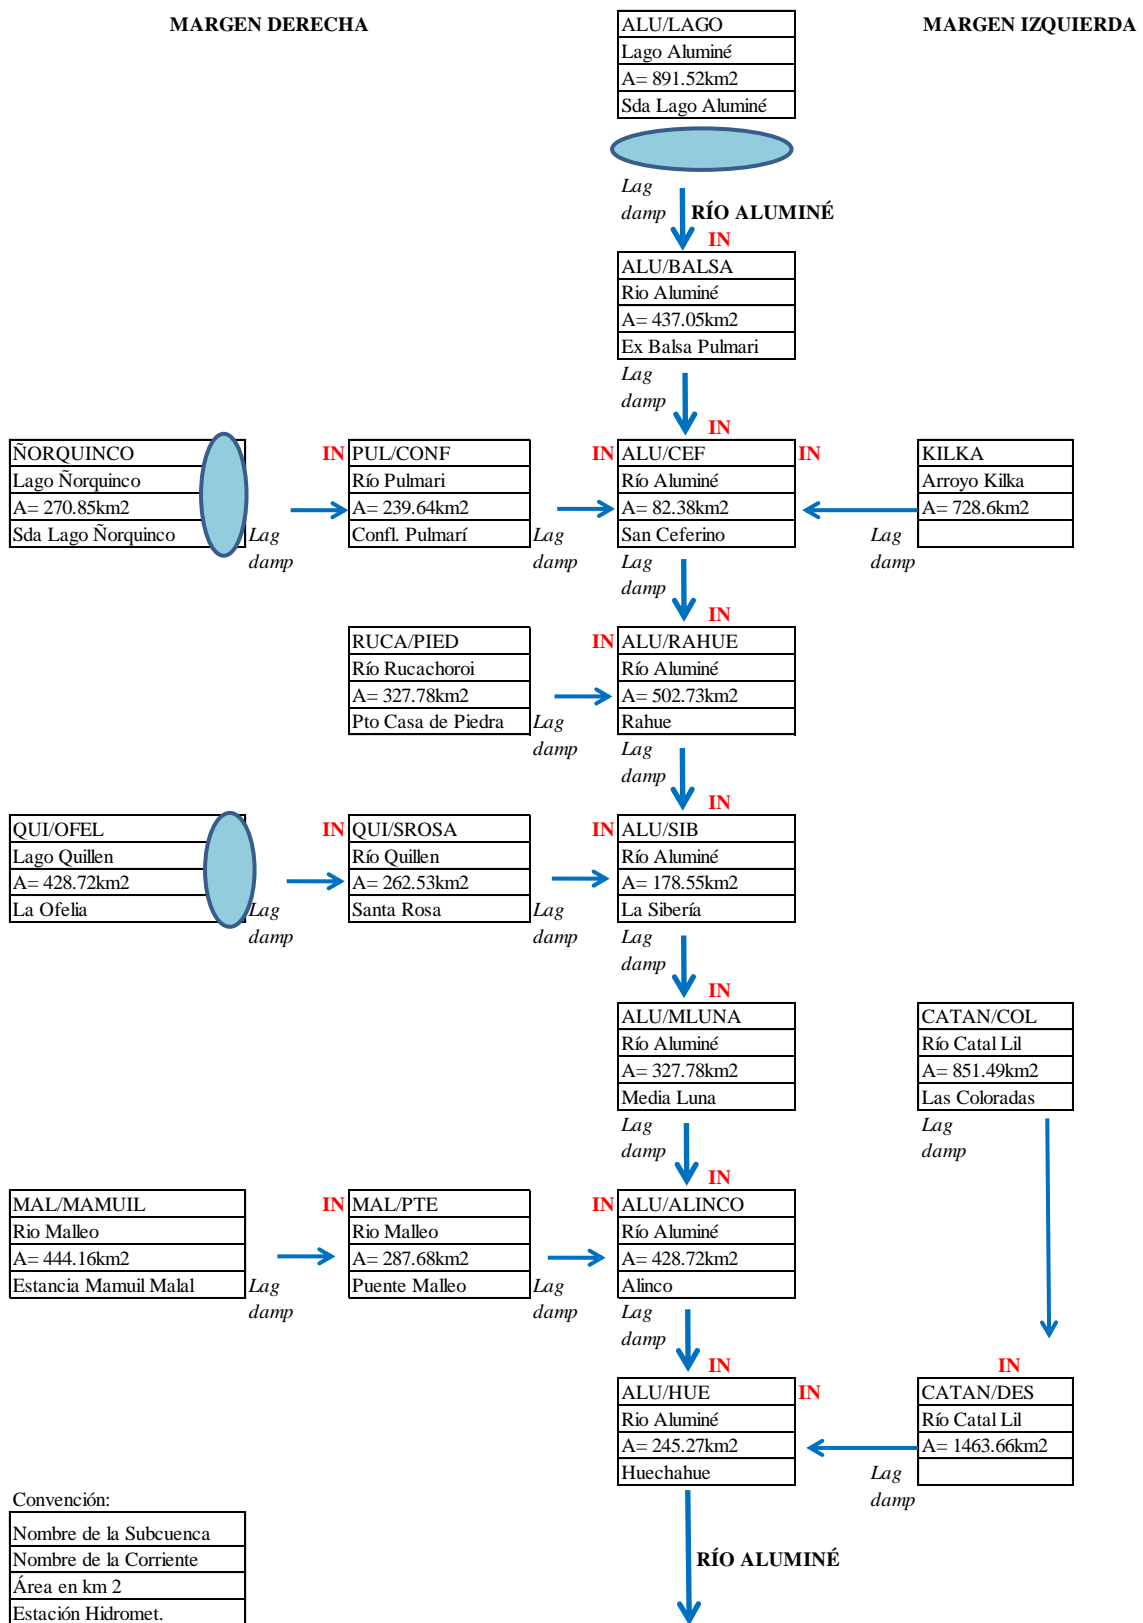 MARGEN DERECHA
MARGEN IZQUIERDA
ALU/LAGO
Lago Aluminé
A= 891.52km2
Sda Lago Aluminé
Lag
damp
RÍO ALUMINÉ
IN
ALU/BALSA
Rio Aluminé
A= 437.05km2
Ex Balsa Pulmari
Lag
damp
IN
ÑORQUINCO
Lago Ñorquinco
A= 270.85km2
Sda Lago Ñorquinco
Lag
damp
IN
PUL/CONF
Río Pulmari
A= 239.64km2
Confl. Pulmarí
Lag
damp
IN
ALU/CEF
Río Aluminé
A= 82.38km2
San Ceferino
Lag
damp
IN
KILKA
Arroyo Kilka
A= 728.6km2
Lag
damp
IN
RUCA/PIED
Río Rucachoroi
A= 327.78km2
Pto Casa de Piedra
Lag
damp
IN
ALU/RAHUE
Río Aluminé
A= 502.73km2
Rahue
Lag
damp
IN
QUI/OFEL
Lago Quillen
A= 428.72km2
La Ofelia
Lag
damp
IN
QUI/SROSA
Río Quillen
A= 262.53km2
Santa Rosa
Lag
damp
IN
ALU/SIB
Río Aluminé
A= 178.55km2
La Sibería
Lag
damp
IN
ALU/MLUNA
Río Aluminé
A= 327.78km2
Media Luna
Lag
damp
CATAN/COL
Río Catal Lil
A= 851.49km2
Las Coloradas
Lag
damp
IN
MAL/MAMUIL
Rio Malleo
A= 444.16km2
Estancia Mamuil Malal
Lag
damp
IN
MAL/PTE
Rio Malleo
A= 287.68km2
Puente Malleo
Lag
damp
IN
ALU/ALINCO
Río Aluminé
A= 428.72km2
Alinco
Lag
damp
IN
ALU/HUE
Rio Aluminé
A= 245.27km2
Huechahue
IN
IN
CATAN/DES
Río Catal Lil
A= 1463.66km2
Lag
damp
RÍO ALUMINÉ
Convención:
Nombre de la Subcuenca
Nombre de la Corriente
Área en km 2
Estación Hidromet.